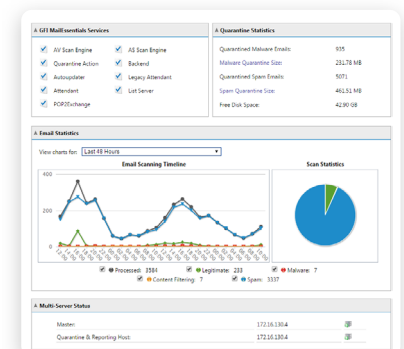 GFI MailEssentials Services
AV Scan Engine
AS Scan Engine
Quarantine Action
Backend
Autoupdater
Legacy Attendant
Attendant
List Server
POP2Exchange
Quarantine Statistics
Quarantined Malware Emails: 935
Malware Quarantine Size: 231.78 MB
Quarantined Spam Emails: 5071
Spam Quarantine Size: 461.51 MB
Free Disk Space: 42.90 GB
Email Statistics
View charts for: Last 48 Hours
Email Scanning Timeline
Scan Statistics
400
200
0
Processed: 3584
Legitimate: 233
Malware: 7
Content Filtering: 7
Spam: 3337
Multi-Server Status
Master: 172.16.130.4
Quarantine & Reporting Host: 172.16.130.4